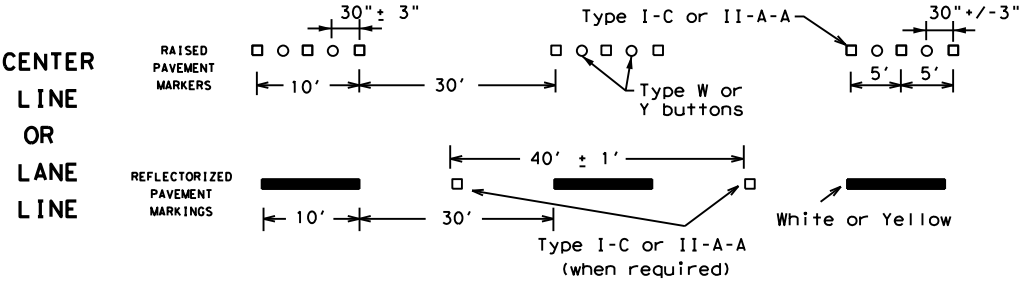 CENTER
LINE
OR
LANE
LINE
RAISED
PAVEMENT
MARKERS
30"± 3"
10'
30'
Type I-C or II-A-A
Type W or
Y buttons
30"+/-3"
5'
5'
REFLECTORIZED
PAVEMENT
MARKINGS
40' ± 1'
10'
30'
Type I-C or II-A-A
(when required)
White or Yellow